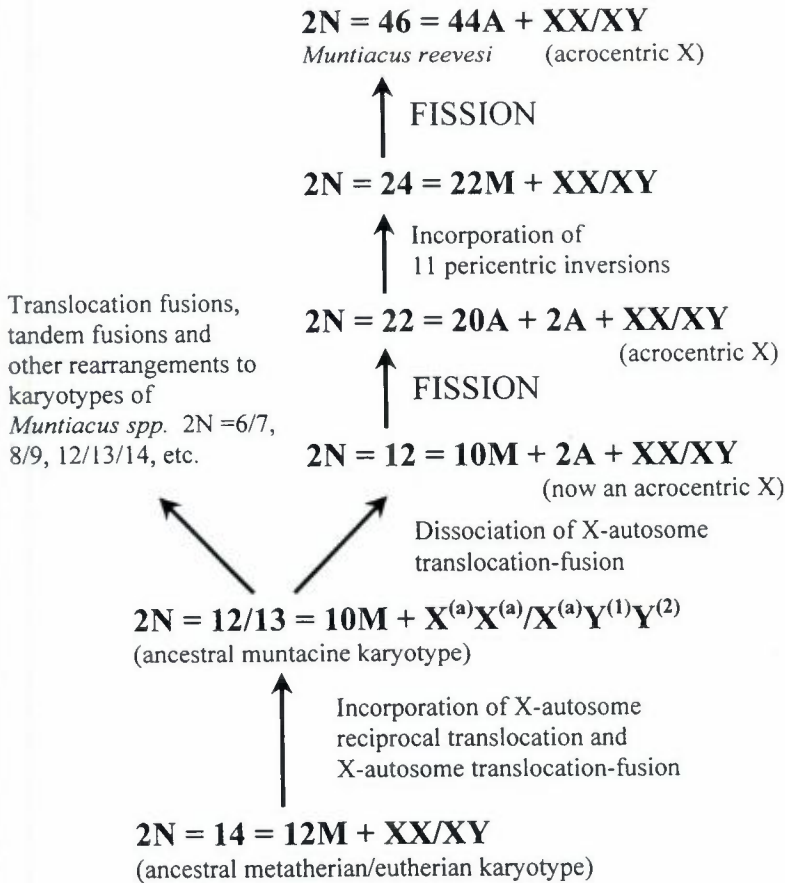 2N = 46 = 44A + XX/XY
Muntiacus reevesi (acrocentric X)
FISSION
2N = 24 = 22M + XX/XY
Incorporation of
11 pericentric inversions
2N = 22 = 20A + 2A + XX/XY
(acrocentric X)
FISSION
2N = 12 = 10M + 2A + XX/XY
(now an acrocentric X)
Translocation fusions,
tandem fusions and
other rearrangements to
karyotypes of
Muntiacus spp. 2N =6/7,
8/9, 12/13/14, etc.
Dissociation of X-autosome
translocation-fusion
2N = 12/13 = 10M + X(a)X(a)/X(a)Y(1)Y(2)
(ancestral muntacine karyotype)
Incorporation of X-autosome
reciprocal translocation and
X-autosome translocation-fusion
2N = 14 = 12M + XX/XY
(ancestral metatherian/eutherian karyotype)